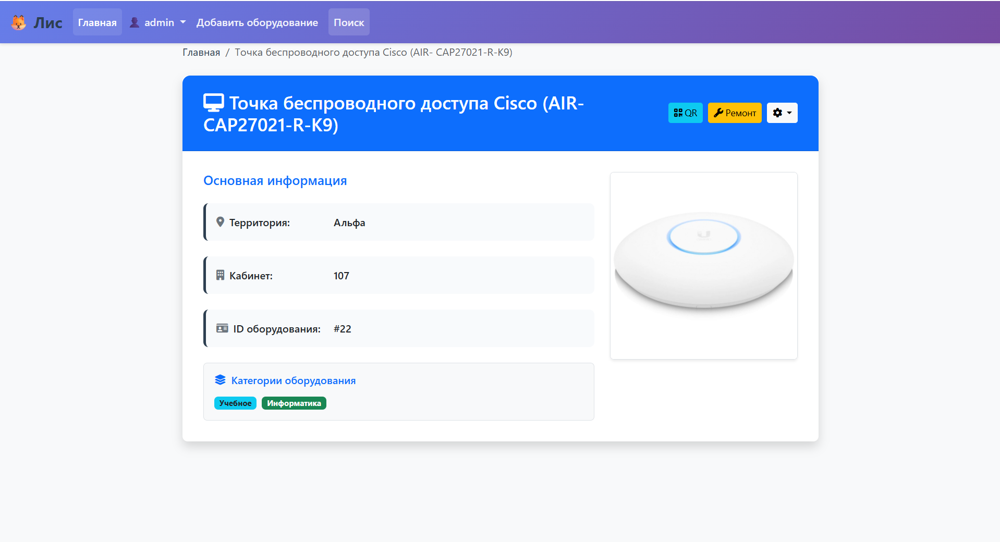 Лис Главная admin Добавить оборудование Поиск
Главная / Точка беспроводного доступа Cisco (AIR- CAP27021-R-K9)
Точка беспроводного доступа Cisco (AIR-
CAP27021-R-K9)
QR Ремонт
Основная информация
Территория: Альфа
Кабинет: 107
ID оборудования: #22
Категории оборудования
Учебное Информатика